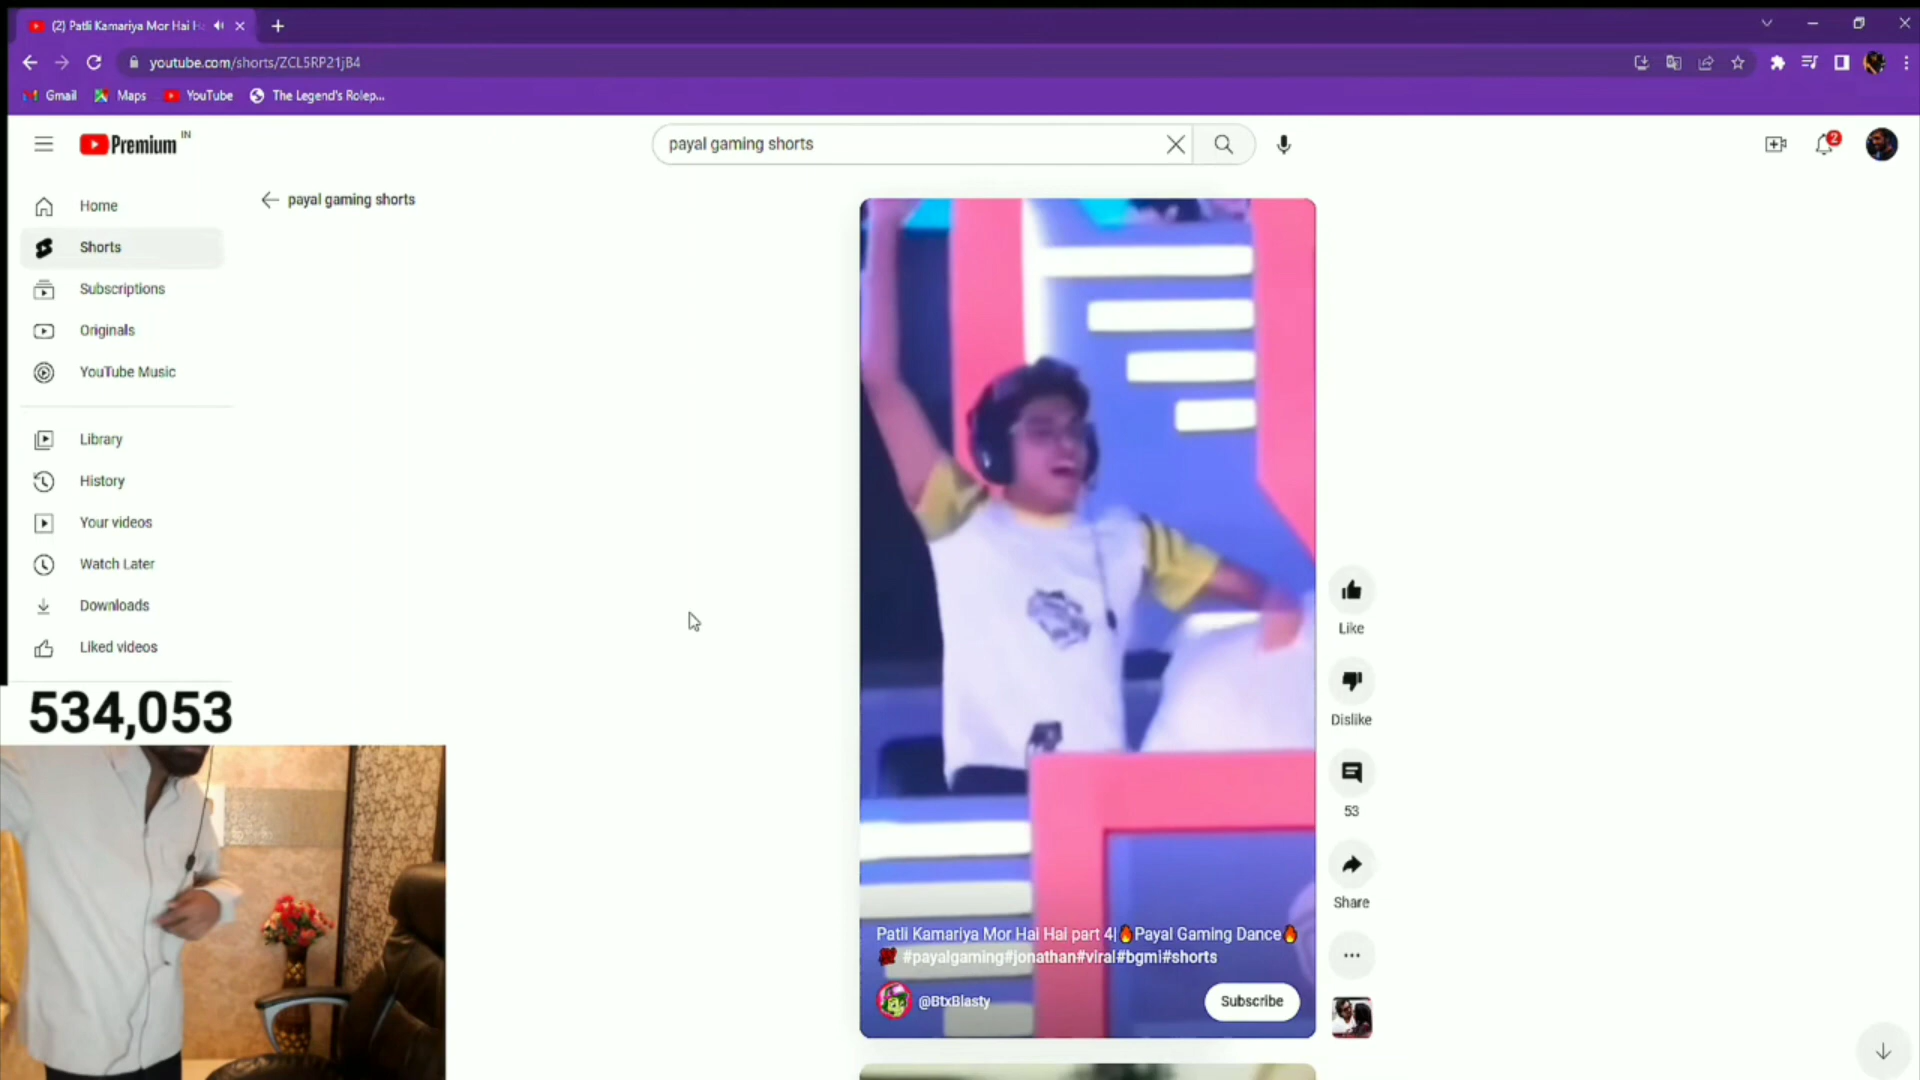 (2) Patli Kamariya Mor Hai H
youtube.com/shorts/ZCL5RP21jB4
Gmail Maps YouTube The Legend's Rolep...
Premium IN
payal gaming shorts
2
Home
payal gaming shorts
Shorts
Subscriptions
Originals
YouTube Music
Library
History
Your videos
Watch Later
Downloads
Liked videos
534,053
Like
Dislike
53
Share
Patli Kamariya Mor Hai Hai part 4|🔥Payal Gaming Dance🔥
💯 #payalgaming#jonathan#viral#bgmi#shorts
@BtxBlasty
Subscribe